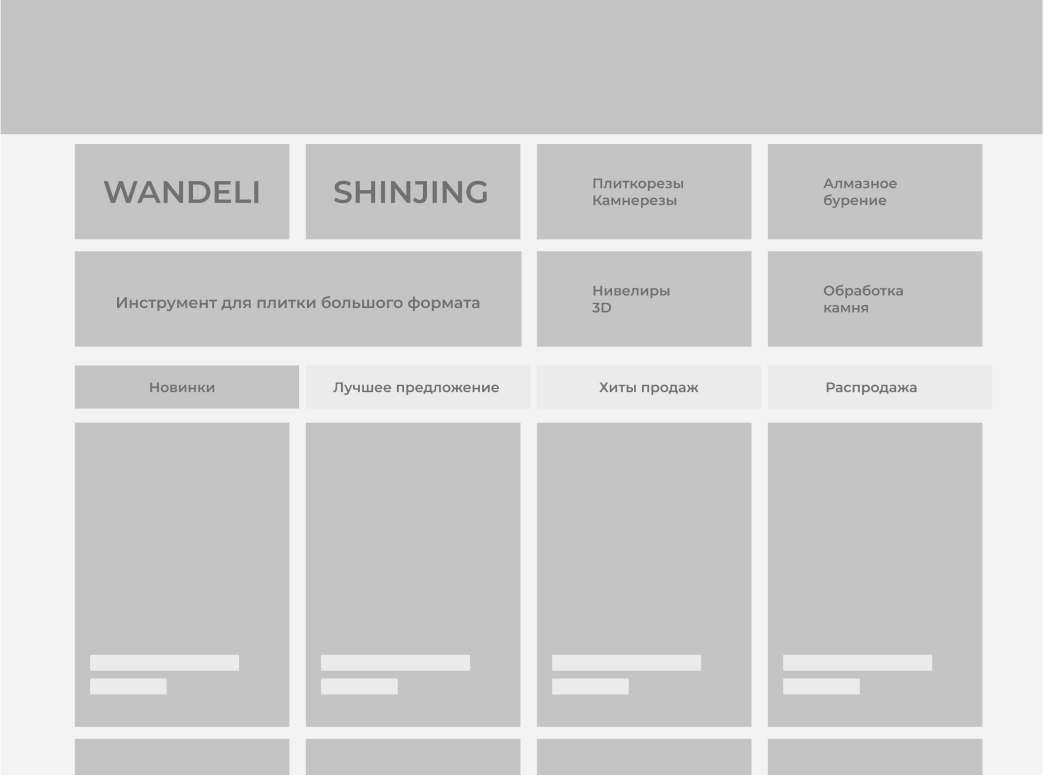 WANDELI
SHINJING
Плиткорезы
Камнерезы
Алмазное
бурение
Инструмент для плитки большого формата
Нивелиры
3D
Обработка
камня
Новинки
Лучшее предложение
Хиты продаж
Распродажа